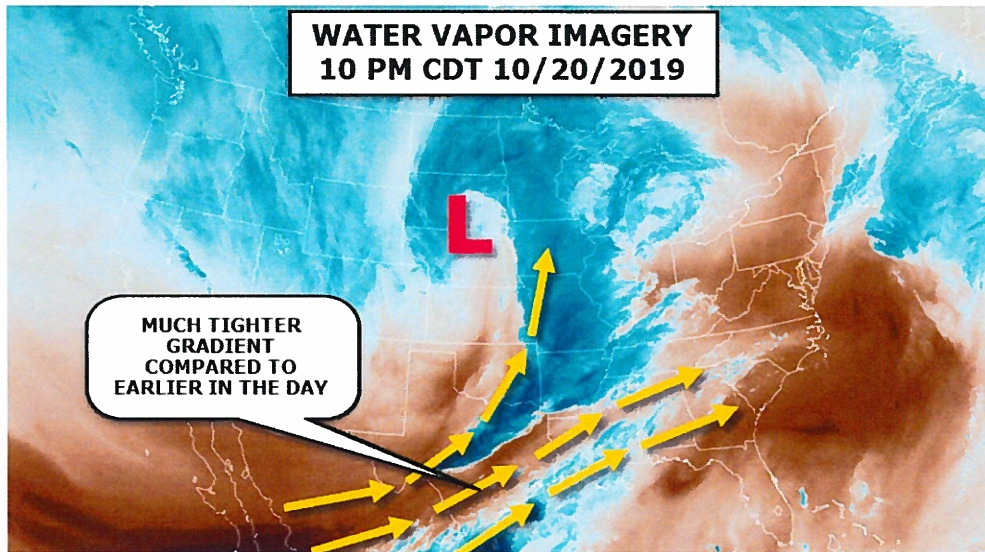 WATER VAPOR IMAGERY
10 PM CDT 10/20/2019
L
MUCH TIGHTER
GRADIENT
COMPARED TO
EARLIER IN THE DAY